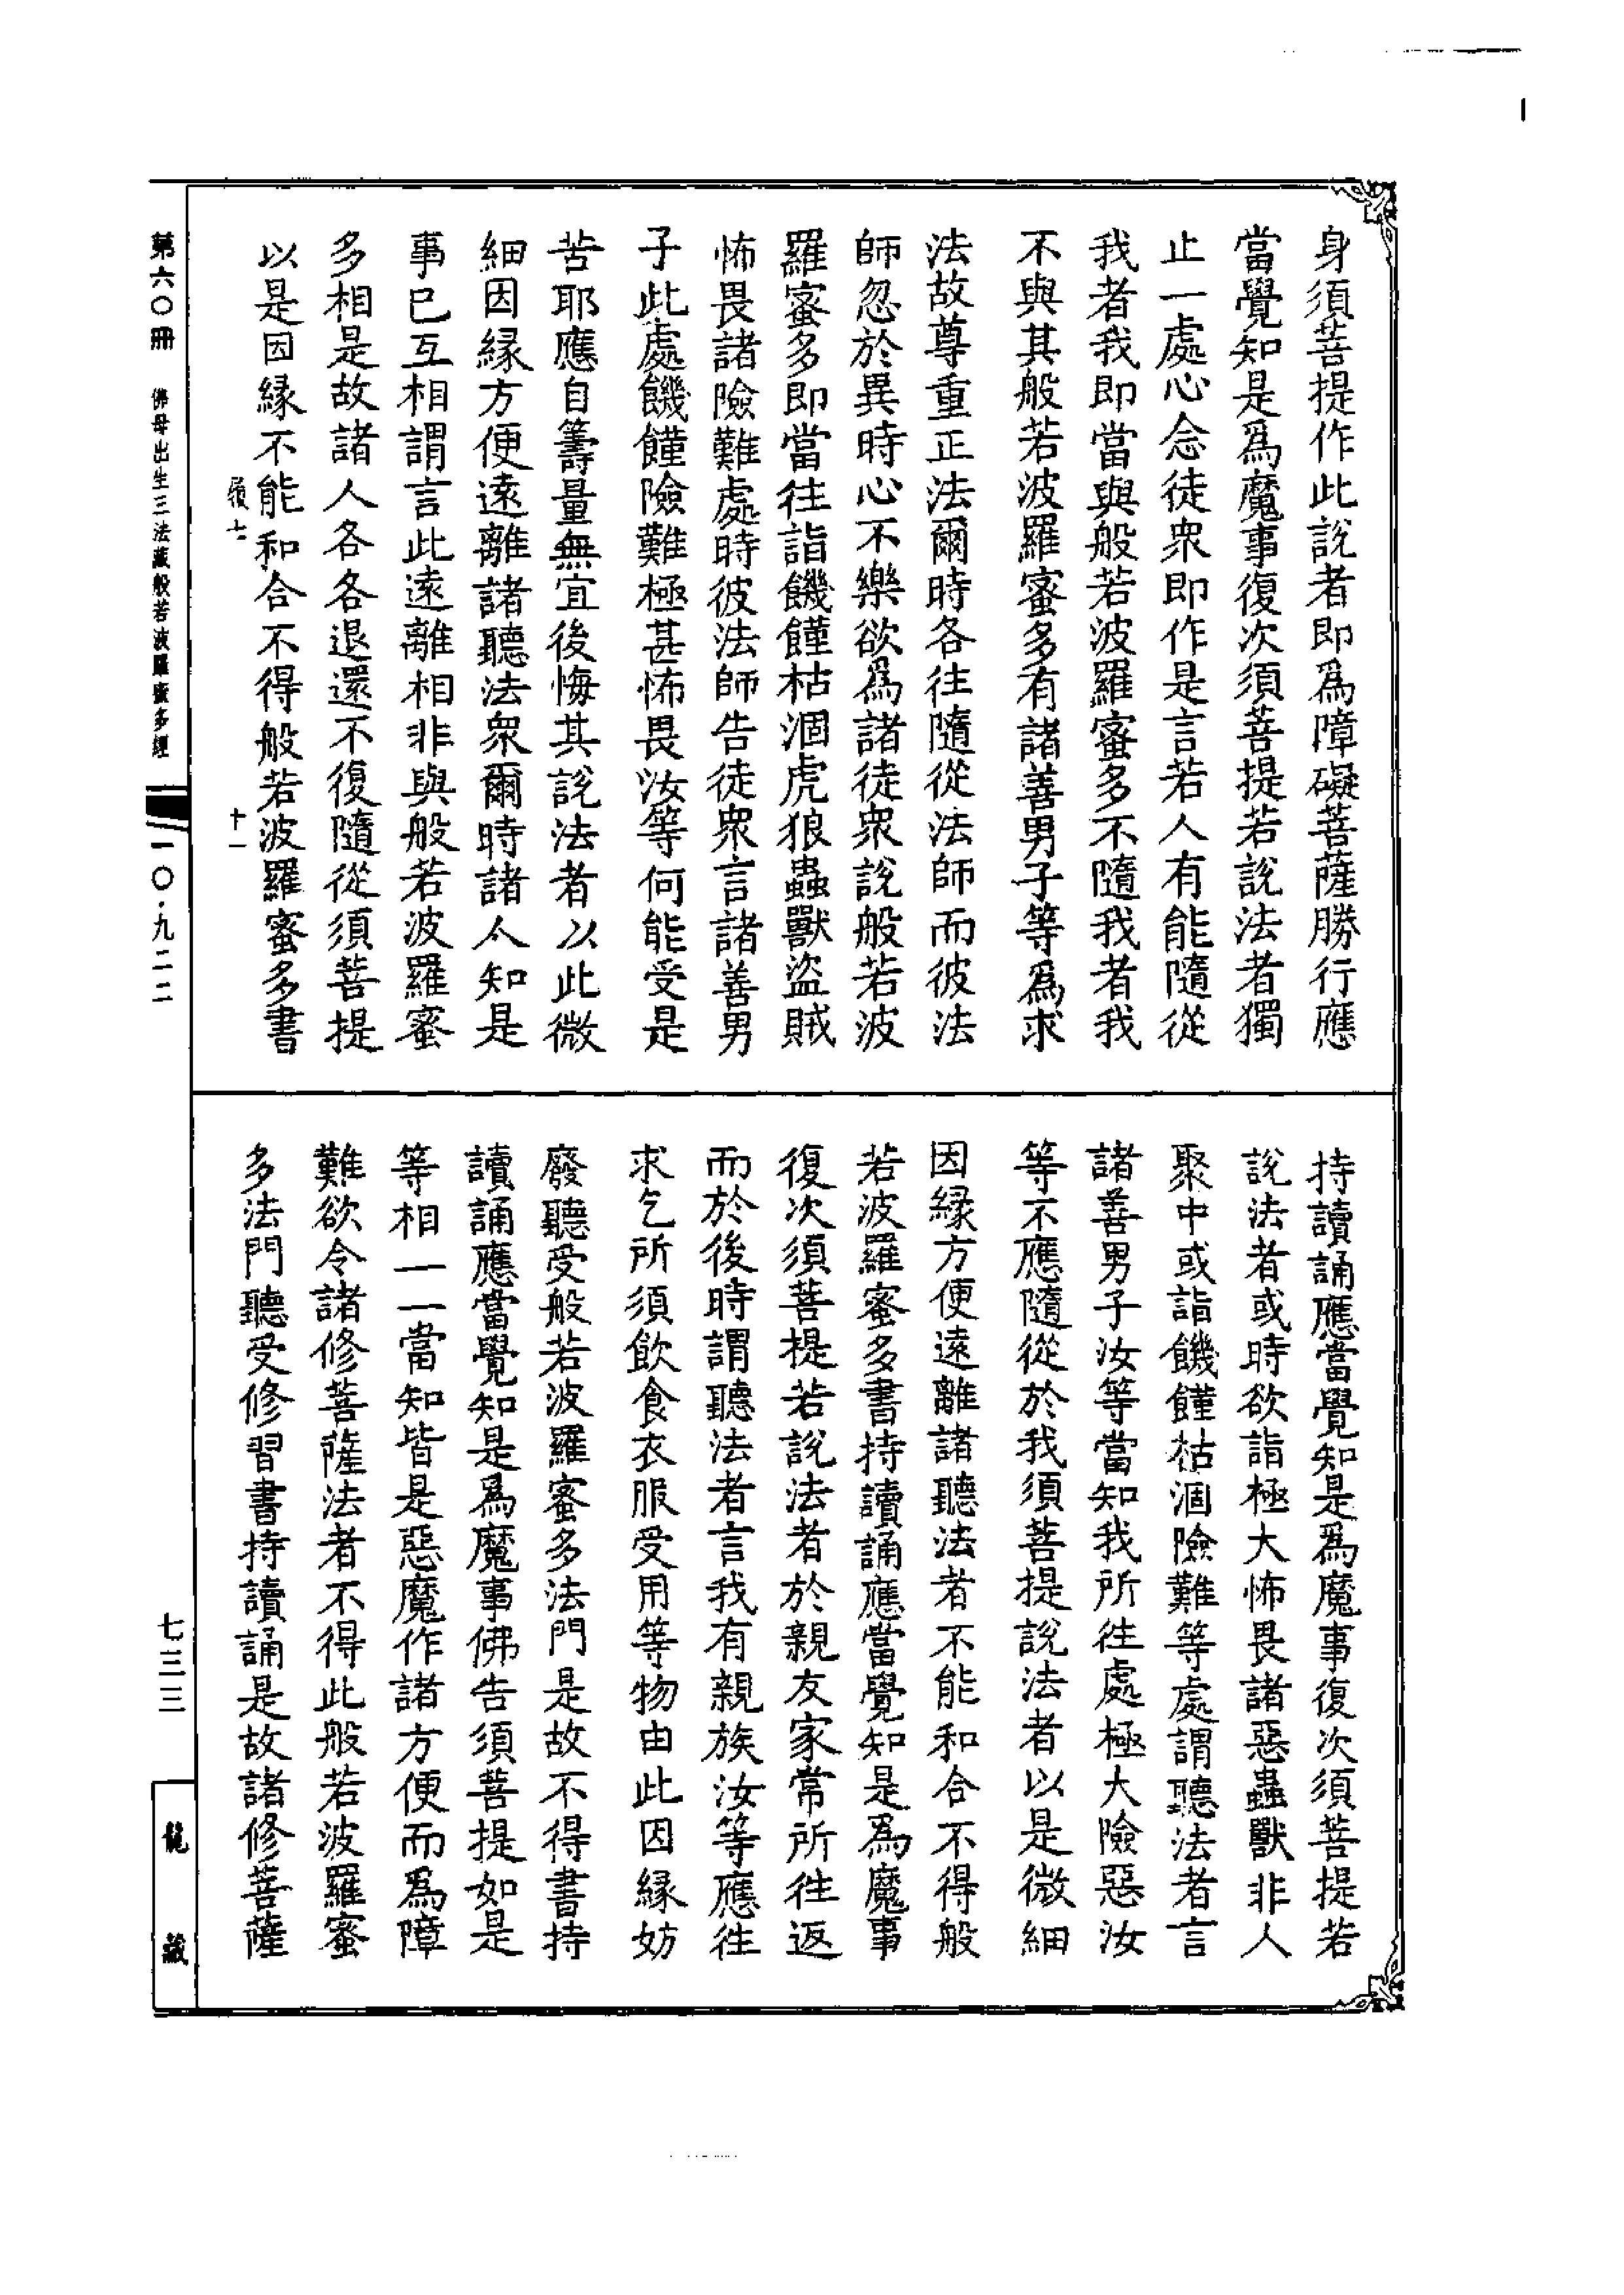 身須菩提作此說者即爲障礙菩薩勝行應
當覺知是爲魔事復次須菩提若說法者獨
止一處心念徒衆即作是言若人有能隨從
我者我即當與般若波羅蜜多不隨我者我
不與其般若波羅蜜多有諸善男子等爲求
法故尊重正法爾時各往隨從法師而彼法
師忽於異時心不樂欲爲諸徒衆說般若波
羅蜜多即當往詣饑饉枯涸虎狼蟲獸盜賊
怖畏諸險難處時彼法師告徒衆言諸善男
子此處饑饉險難極甚怖畏汝等何能受是
苦耶應自籌量無宜後悔其說法者以此微
細因緣方便遠離諸聽法衆爾時諸人知是
事已互相謂言此遠離相非與般若波羅蜜
多相是故諸人各各退還不復隨從須菩提
以是因緣不能和合不得般若波羅蜜多書
持讀誦應當覺知是爲魔事復次須菩提若
說法者或時欲詣極大怖畏諸惡蟲獸非人
聚中或詣饑饉枯涸險難等處謂聽法者言
諸善男子汝等當知我所往處極大險惡汝
等不應隨從於我須菩提說法者以是微細
因緣方便遠離諸聽法者不能和合不得般
若波羅蜜多書持讀誦應當覺知是爲魔事
復次須菩提若說法者於親友家常所往返
而於後時謂聽法者言我有親族汝等應往
求乞所須飲食衣服受用等物由此因緣妨
廢聽受般若波羅蜜多法門是故不得書持
讀誦應當覺知是爲魔事佛告須菩提如是
等相一一當知皆是惡魔作諸方便而爲障
難欲令諸修菩薩法者不得此般若波羅蜜
多法門聽受修習書持讀誦是故諸修菩薩
七 十一
第六〇冊 佛母出生三法藏般若波羅蜜多經 一〇·九二二
七三三
龍藏